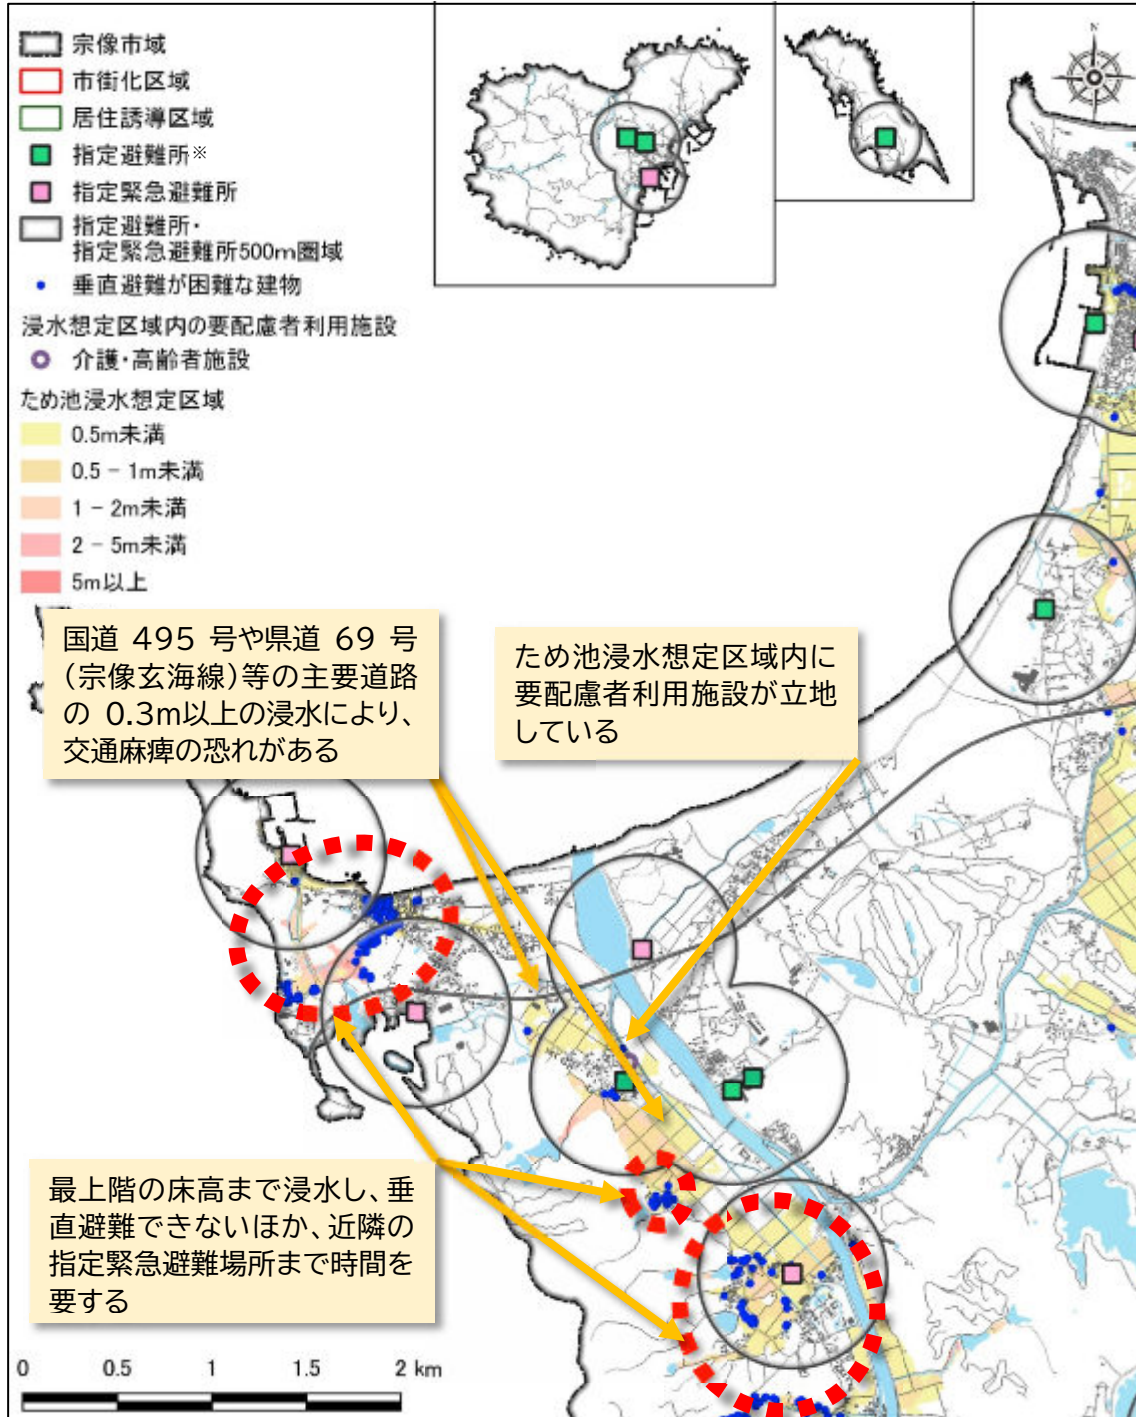 宗像市域
市街化区域
居住誘導区域
指定避難所※
指定緊急避難所
指定避難所・
指定緊急避難所500m圏域
垂直避難が困難な建物
浸水想定区域内の要配慮者利用施設
介護・高齢者施設
ため池浸水想定区域
0.5m未満
0.5 - 1m未満
1 - 2m未満
2 - 5m未満
5m以上
N
国道 495 号や県道 69 号
(宗像玄海線)等の主要道路
の 0.3m以上の浸水により、
交通麻痺の恐れがある
ため池浸水想定区域内に
要配慮者利用施設が立地
している
最上階の床高まで浸水し、垂
直避難できないほか、近隣の
指定緊急避難場所まで時間を
要する
0 0.5 1 1.5 2 km